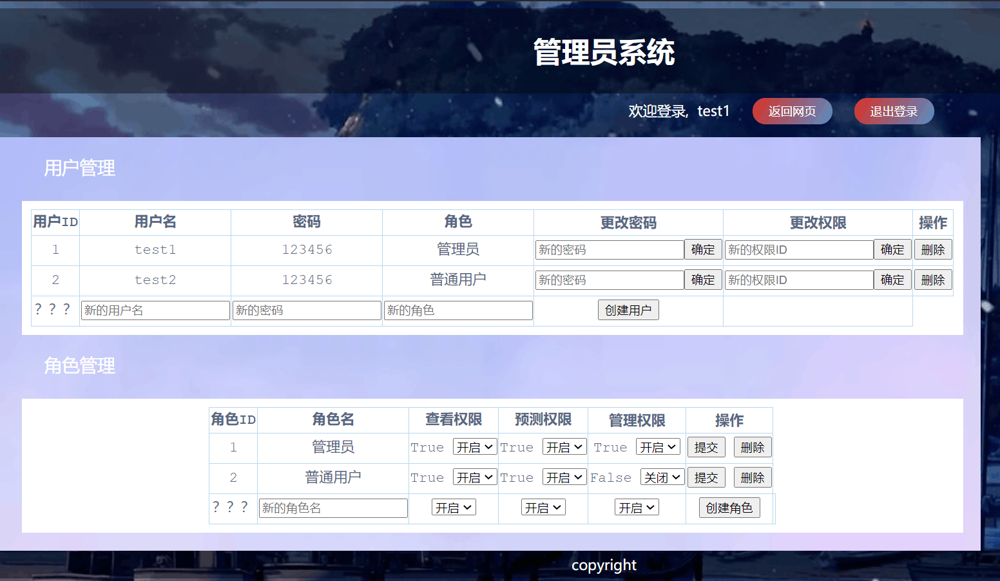 管理员系统
欢迎登录, test1 返回网页 退出登录
用户管理
用户ID 用户名 密码 角色 更改密码 更改权限 操作
1 test1 123456 管理员 新的密码 确定 新的权限ID 确定 删除
2 test2 123456 普通用户 新的密码 确定 新的权限ID 确定 删除
？？？ 新的用户名 新的密码 新的角色 创建用户
角色管理
角色ID 角色名 查看权限 预测权限 管理权限 操作
1 管理员 True 开启 True 开启 True 开启 提交 删除
2 普通用户 True 开启 True 开启 False 关闭 提交 删除
？？？ 新的角色名 开启 开启 开启 创建角色
copyright